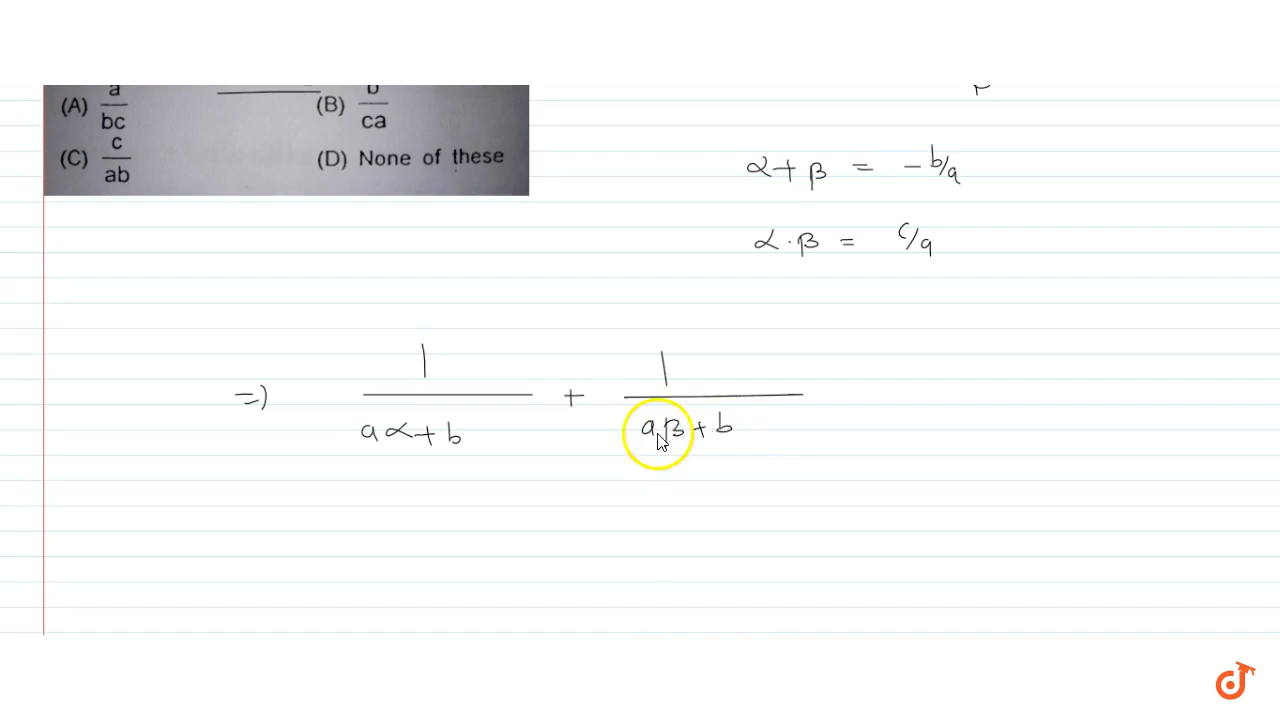 (A) a/bc (B) b/ca
(C) c/ab (D) None of these
α+β = -b/a
α·β = c/a
=) 1/(aα+b) + 1/(aβ+b)